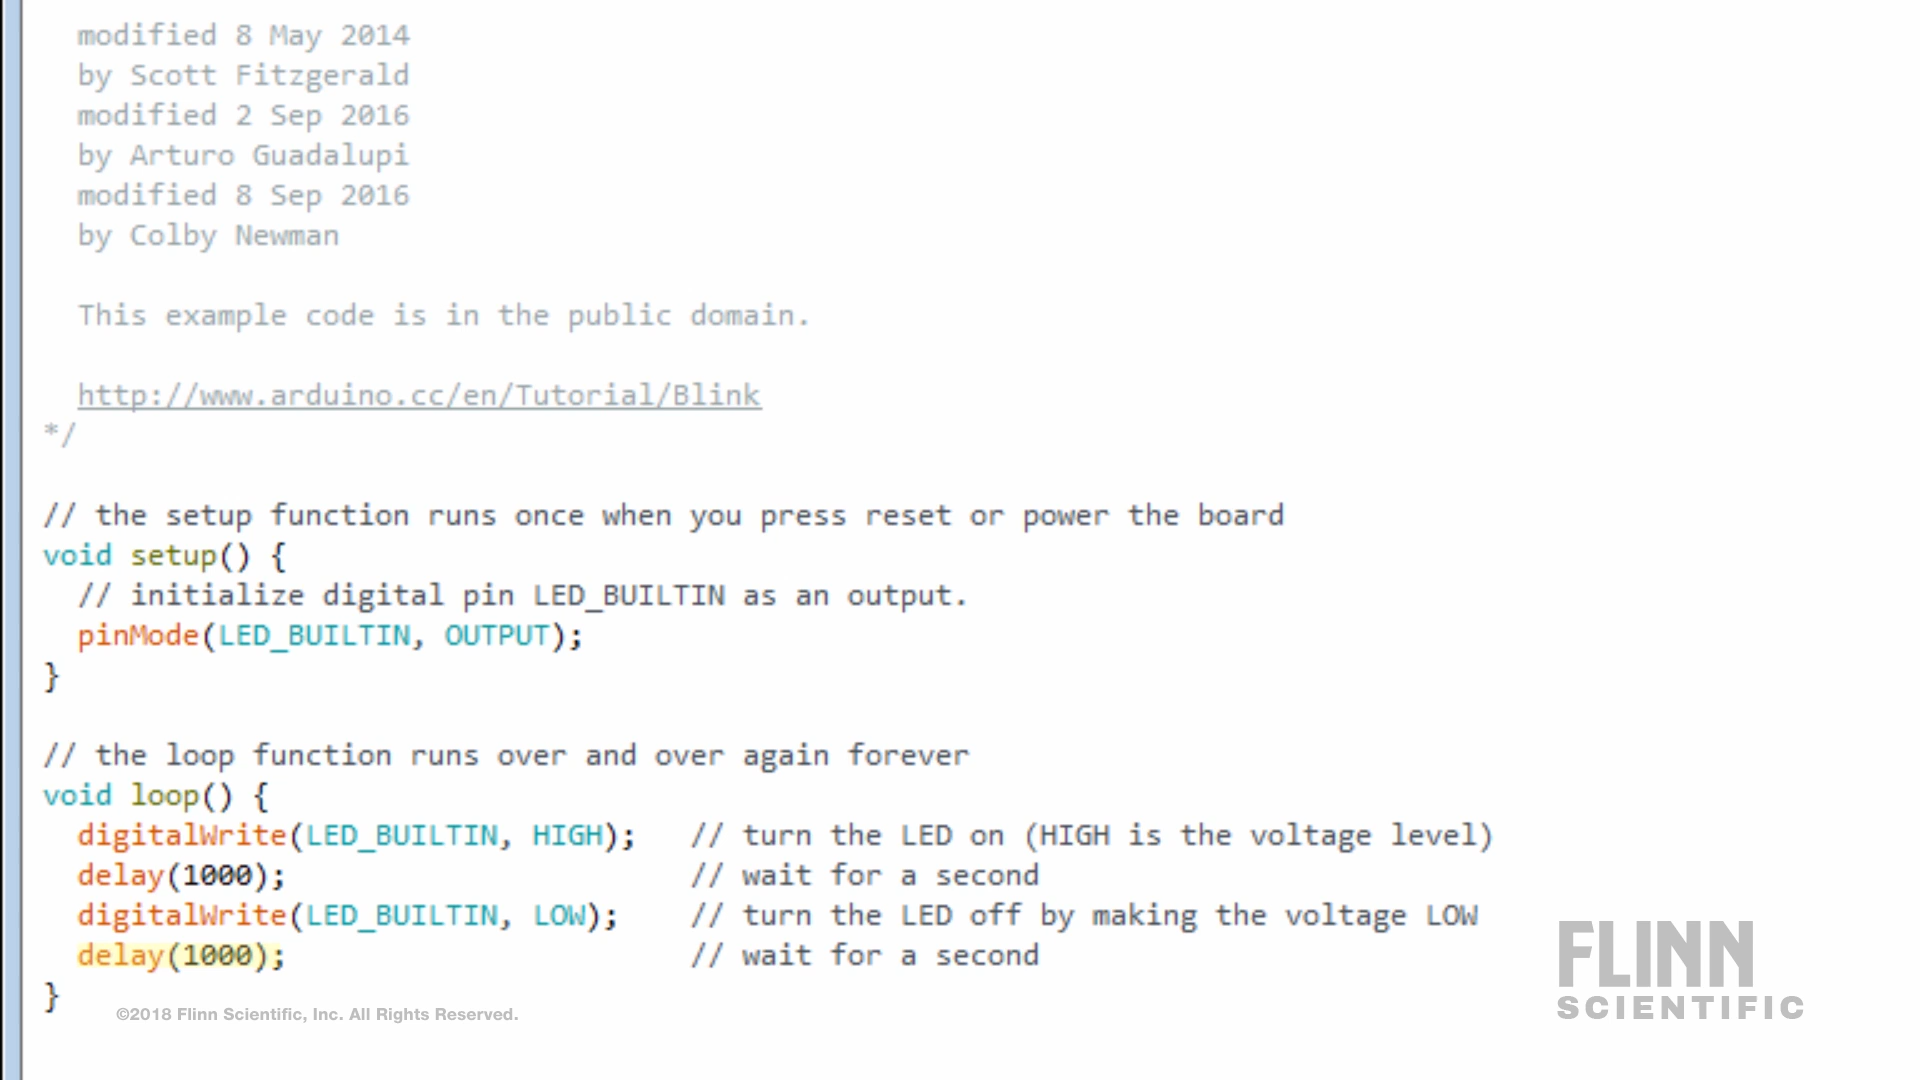 modified 8 May 2014
by Scott Fitzgerald
modified 2 Sep 2016
by Arturo Guadalupi
modified 8 Sep 2016
by Colby Newman
This example code is in the public domain.
http://www.arduino.cc/en/Tutorial/Blink
*/
// the setup function runs once when you press reset or power the board
void setup() {
// initialize digital pin LED_BUILTIN as an output.
pinMode(LED_BUILTIN, OUTPUT);
}
// the loop function runs over and over again forever
void loop() {
digitalWrite(LED_BUILTIN, HIGH); // turn the LED on (HIGH is the voltage level)
delay(1000); // wait for a second
digitalWrite(LED_BUILTIN, LOW); // turn the LED off by making the voltage LOW
delay(1000); // wait for a second
}
©2018 Flinn Scientific, Inc. All Rights Reserved.
FLINN
SCIENTIFIC